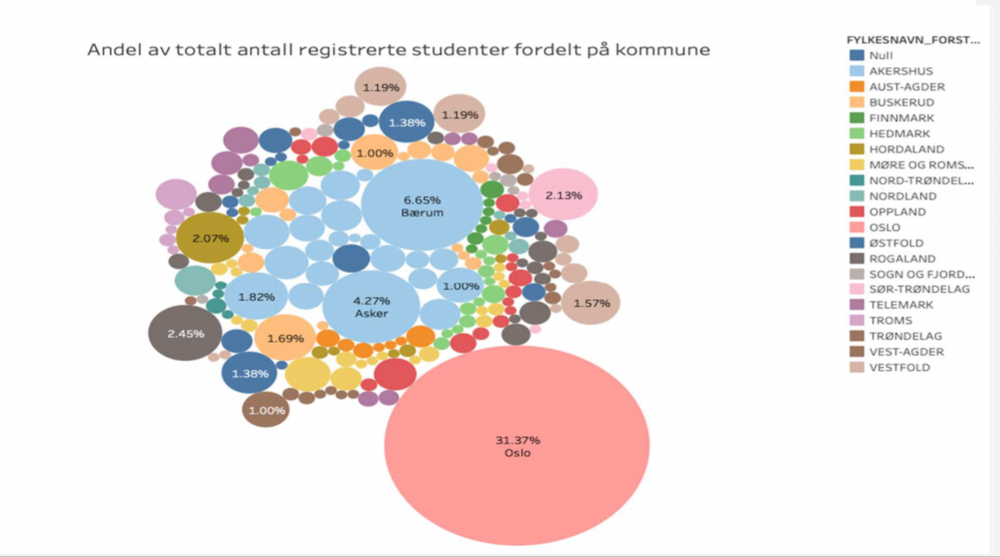 Andel av totalt antall registrerte studenter fordelt på kommune
1.19%
1.38%
1.19%
1.00%
6.65%
Bærum
2.13%
2.07%
1.82%
4.27%
Asker
1.00%
1.57%
2.45%
1.69%
1.38%
1.00%
31.37%
Oslo
FYLKESNAVN_FORST...
Null
AKERSHUS
AUST-AGDER
BUSKERUD
FINNMARK
HEDMARK
HORDALAND
MØRE OG ROMS...
NORD-TRØNDEL...
NORDLAND
OPPLAND
OSLO
ØSTFOLD
ROGALAND
SOGN OG FJORD...
SØR-TRØNDELAG
TELEMARK
TROMS
TRØNDELAG
VEST-AGDER
VESTFOLD